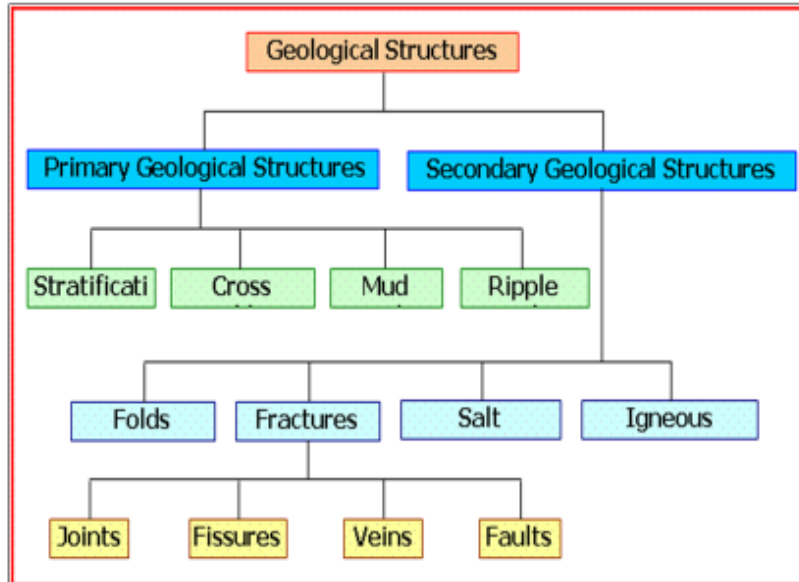 Geological Structures
Primary Geological Structures
Secondary Geological Structures
Stratificati
Cross
Mud
Ripple
Folds
Fractures
Salt
Igneous
Joints
Fissures
Veins
Faults